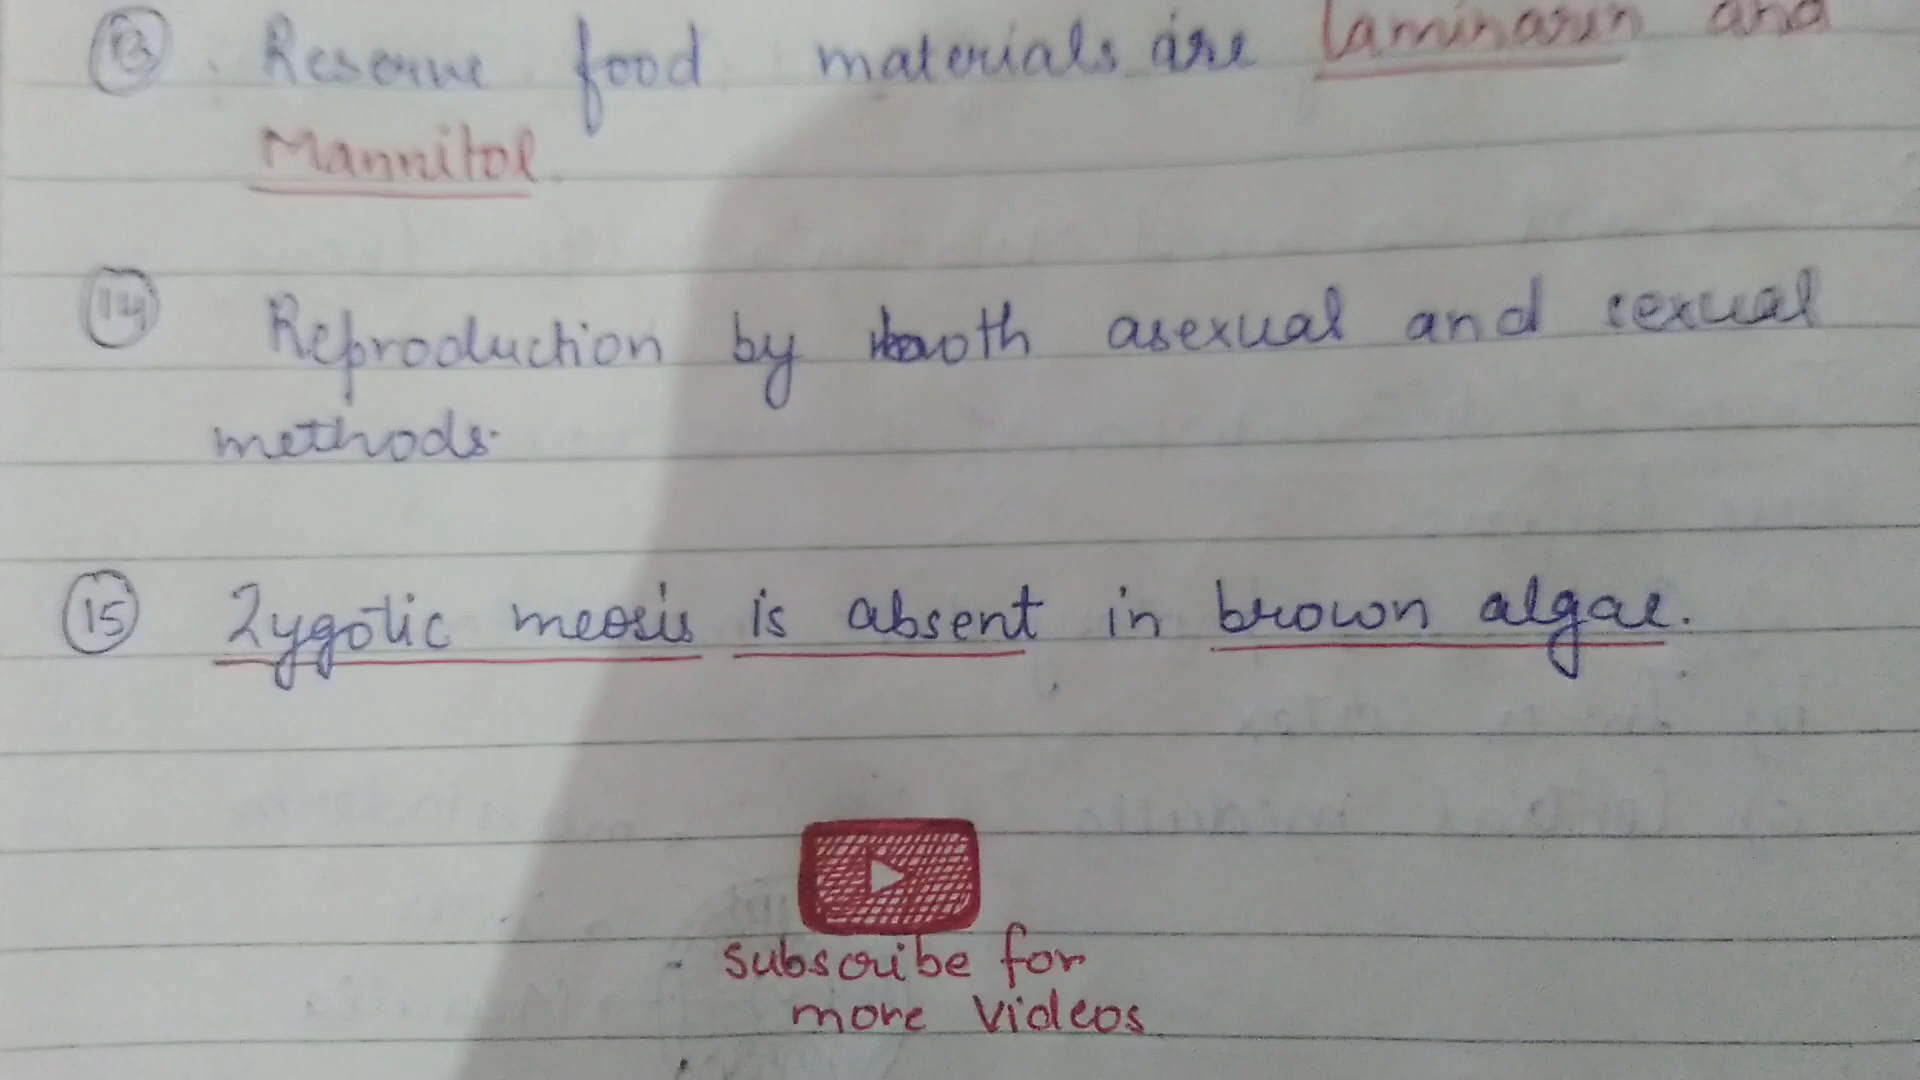 13. Reserve food materials are laminarin and
Mannitol
14 Reproduction by both asexual and sexual
methods.
15 Zygotic meosis is absent in brown algae.
Subscribe for
more videos